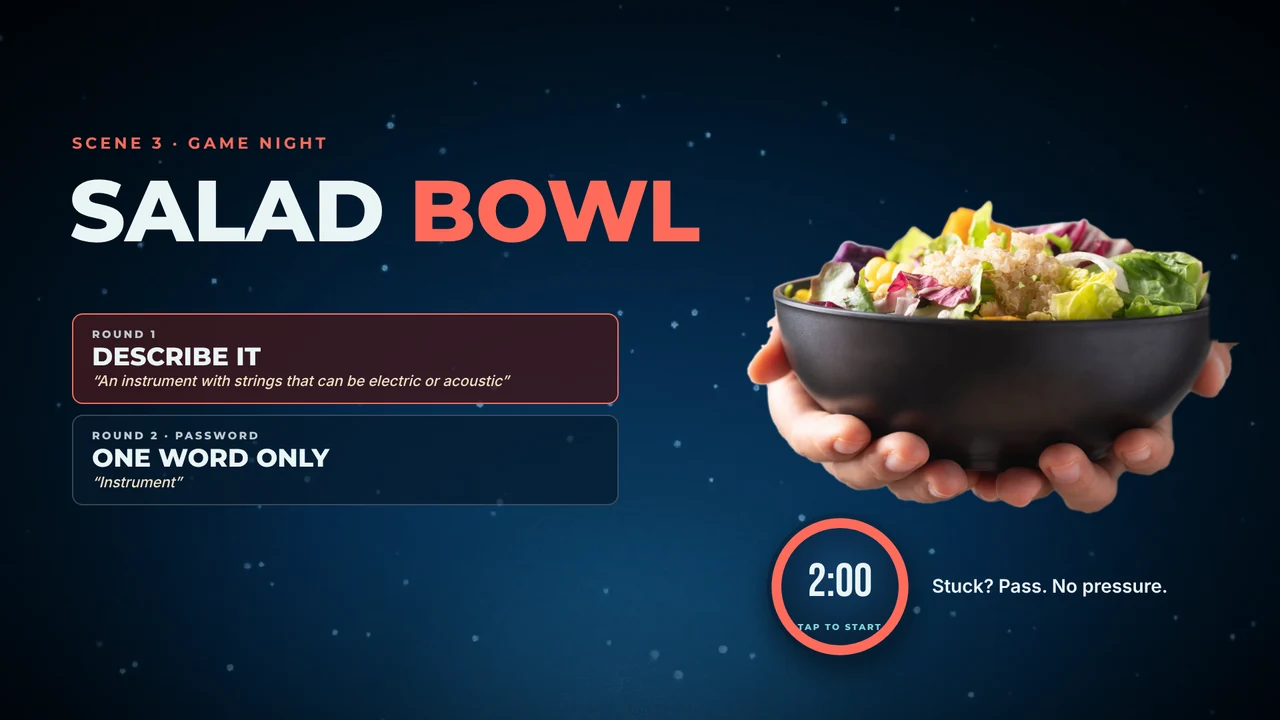 SCENE 3 · GAME NIGHT
SALAD BOWL
ROUND 1
DESCRIBE IT
“An instrument with strings that can be electric or acoustic”
ROUND 2 · PASSWORD
ONE WORD ONLY
“Instrument”
2:00
TAP TO START
Stuck? Pass. No pressure.